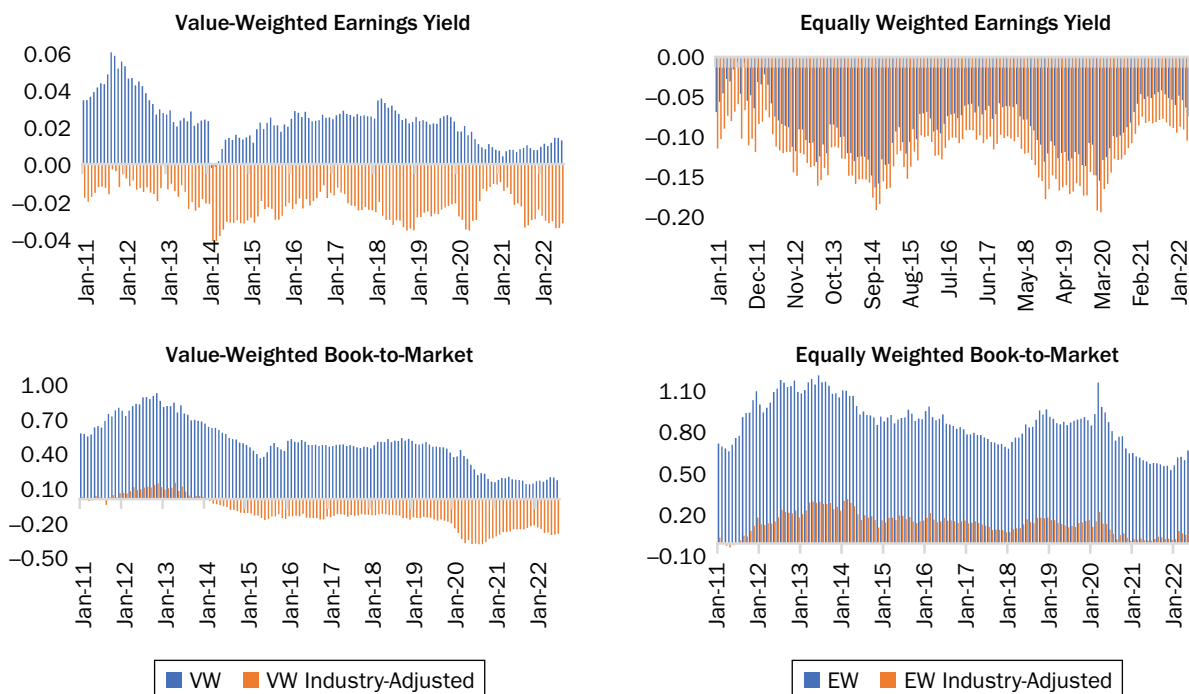 Value-Weighted Earnings Yield
0.06
0.04
0.02
0.00
–0.02
–0.04
Jan-11
Jan-12
Jan-13
Jan-14
Jan-15
Jan-16
Jan-17
Jan-18
Jan-19
Jan-20
Jan-21
Jan-22
Equally Weighted Earnings Yield
0.00
–0.05
–0.10
–0.15
–0.20
Jan-11
Dec-11
Nov-12
Oct-13
Sep-14
Aug-15
Jul-16
Jun-17
May-18
Apr-19
Mar-20
Feb-21
Jan-22
Value-Weighted Book-to-Market
1.00
0.70
0.40
0.10
–0.20
–0.50
Jan-11
Jan-12
Jan-13
Jan-14
Jan-15
Jan-16
Jan-17
Jan-18
Jan-19
Jan-20
Jan-21
Jan-22
VW VW Industry-Adjusted
Equally Weighted Book-to-Market
1.10
0.80
0.50
0.20
–0.10
Jan-11
Jan-12
Jan-13
Jan-14
Jan-15
Jan-16
Jan-17
Jan-18
Jan-19
Jan-20
Jan-21
Jan-22
EW EW Industry-Adjusted